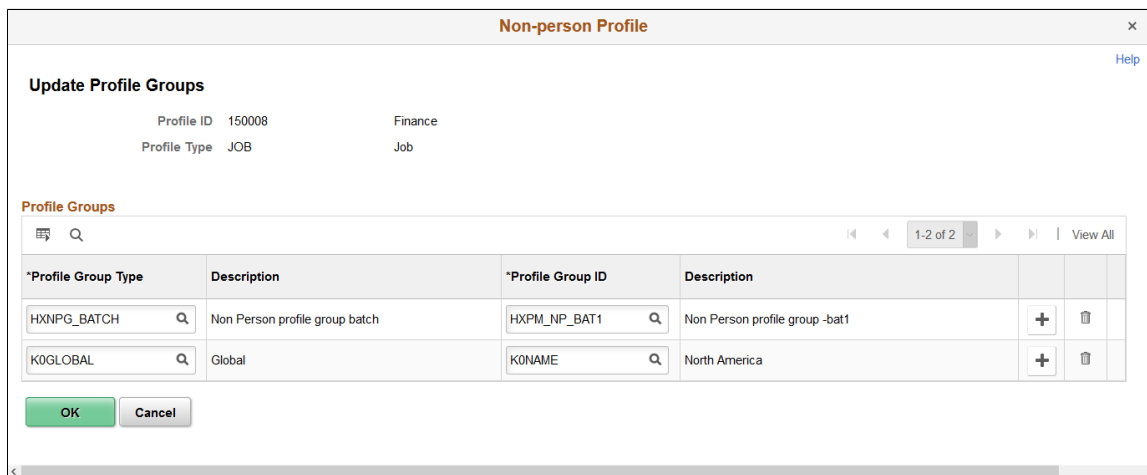 Non-person Profile ×
Help
Update Profile Groups
Profile ID 150008 Finance
Profile Type JOB Job
Profile Groups
1-2 of 2 | View All
*Profile Group Type Description *Profile Group ID Description
HXNPG_BATCH Non Person profile group batch HXPM_NP_BAT1 Non Person profile group -bat1
K0GLOBAL Global K0NAME North America
OK Cancel